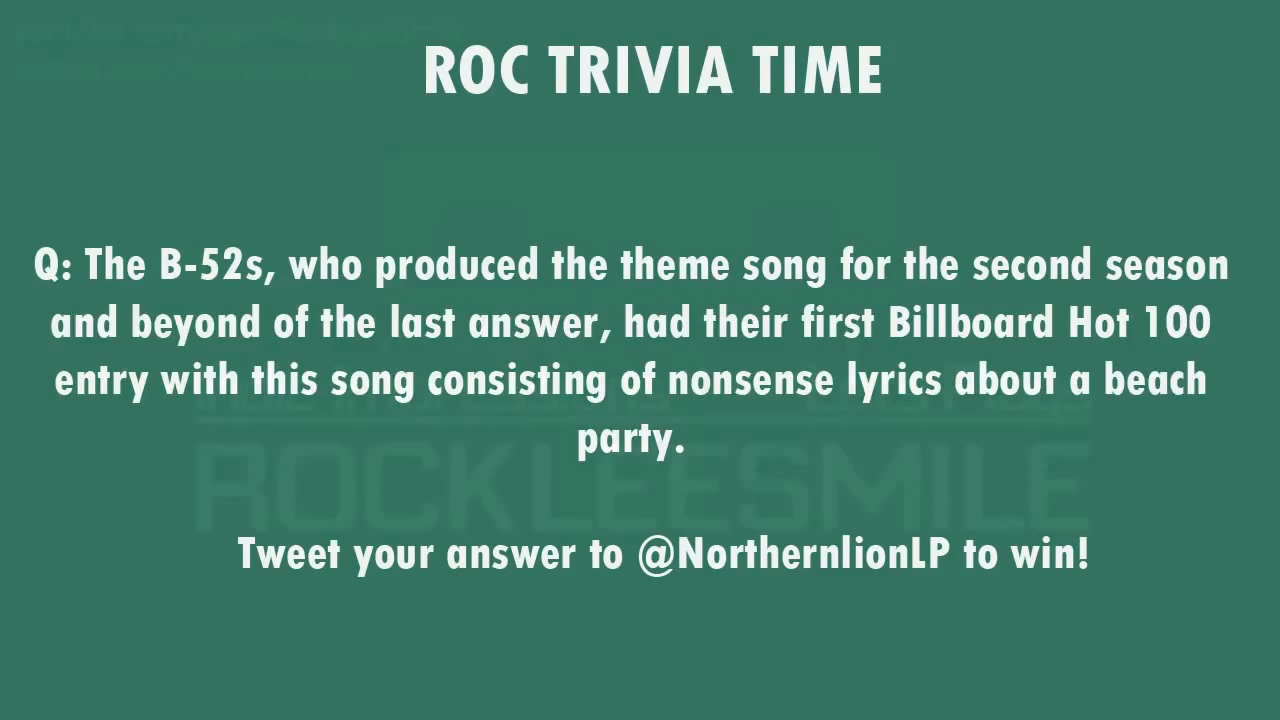 ROC TRIVIA TIME
Q: The B-52s, who produced the theme song for the second season
and beyond of the last answer, had their first Billboard Hot 100
entry with this song consisting of nonsense lyrics about a beach
party.
ROCKLEESMILE
Tweet your answer to @NorthernlionLP to win!